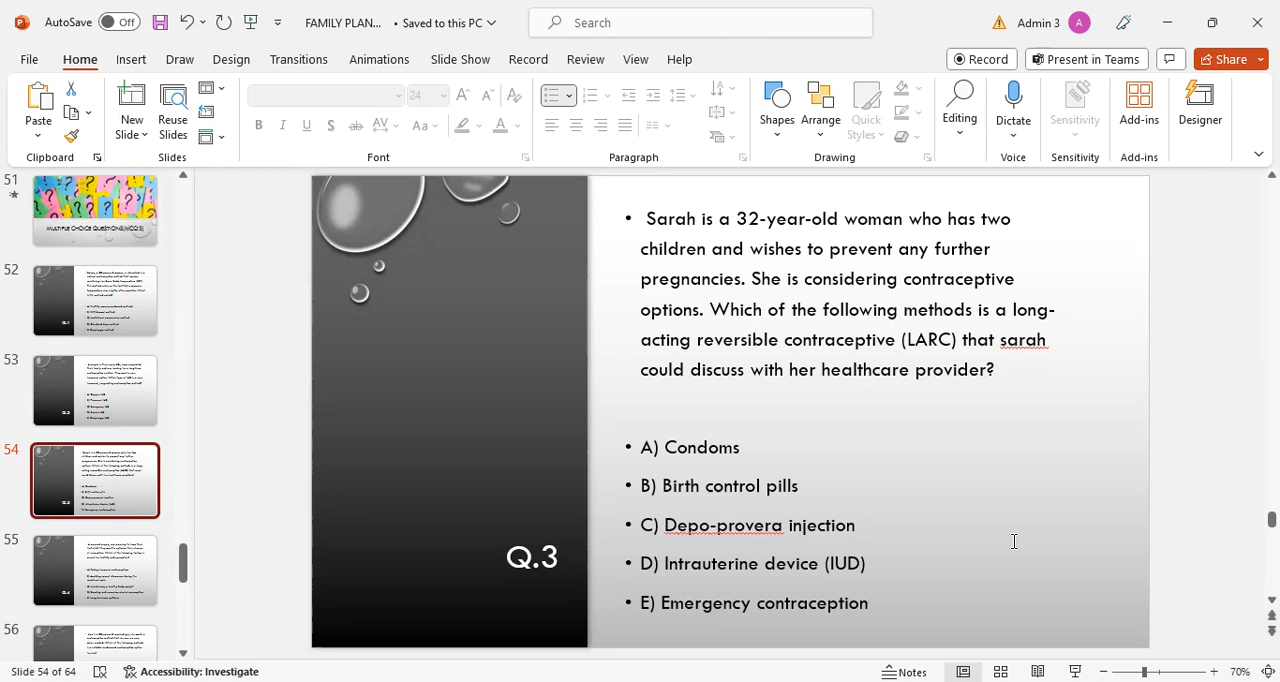 AutoSave Off FAMILY PLAN... • Saved to this PC Search Admin 3 A
File Home Insert Draw Design Transitions Animations Slide Show Record Review View Help Record Present in Teams Share
Paste New Slide Reuse Slides 24 Shapes Arrange Quick Styles Editing Dictate Sensitivity Add-ins Designer
Clipboard Slides Font Paragraph Drawing Voice Sensitivity Add-ins
51
MULTIPLE CHOICE QUESTIONS(MCQ'S)
52
53
54
55
56
• Sarah is a 32-year-old woman who has two
children and wishes to prevent any further
pregnancies. She is considering contraceptive
options. Which of the following methods is a long-
acting reversible contraceptive (LARC) that sarah
could discuss with her healthcare provider?
• A) Condoms
• B) Birth control pills
• C) Depo-provera injection
• D) Intrauterine device (IUD)
• E) Emergency contraception
Q.3
Slide 54 of 64 Accessibility: Investigate Notes 70%